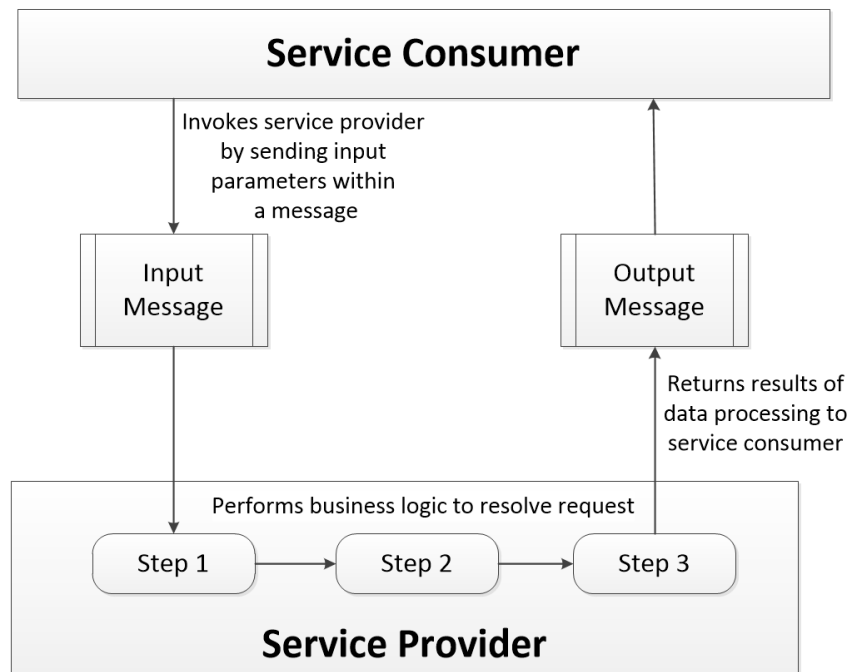 Service Consumer
Invokes service provider
by sending input
parameters within
a message
Input
Message
Output
Message
Returns results of
data processing to
service consumer
Performs business logic to resolve request
Step 1
Step 2
Step 3
Service Provider